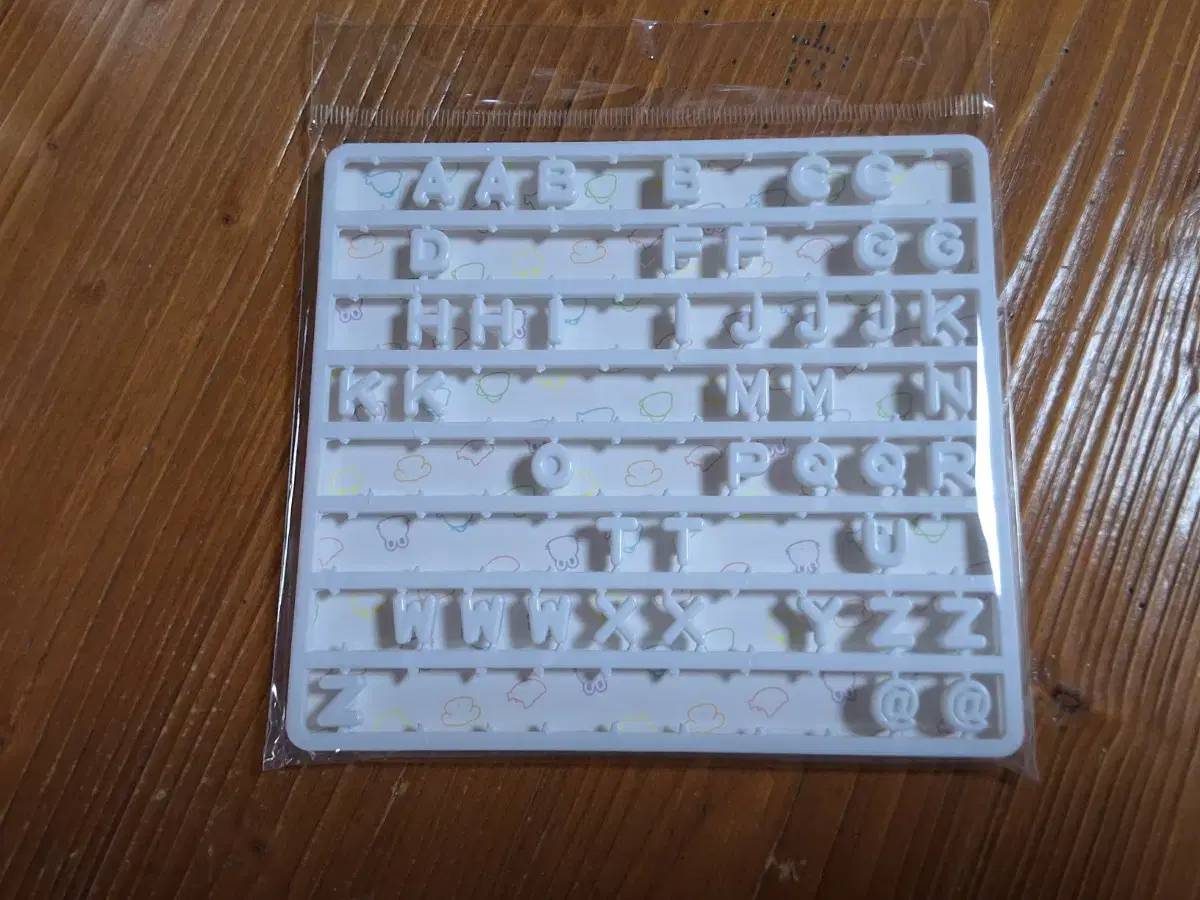 A A B B C C
D F F G G
H H I I J J J K
K K M M N
O P Q Q R
T T U
W W W X X Y Z Z
Z @ @